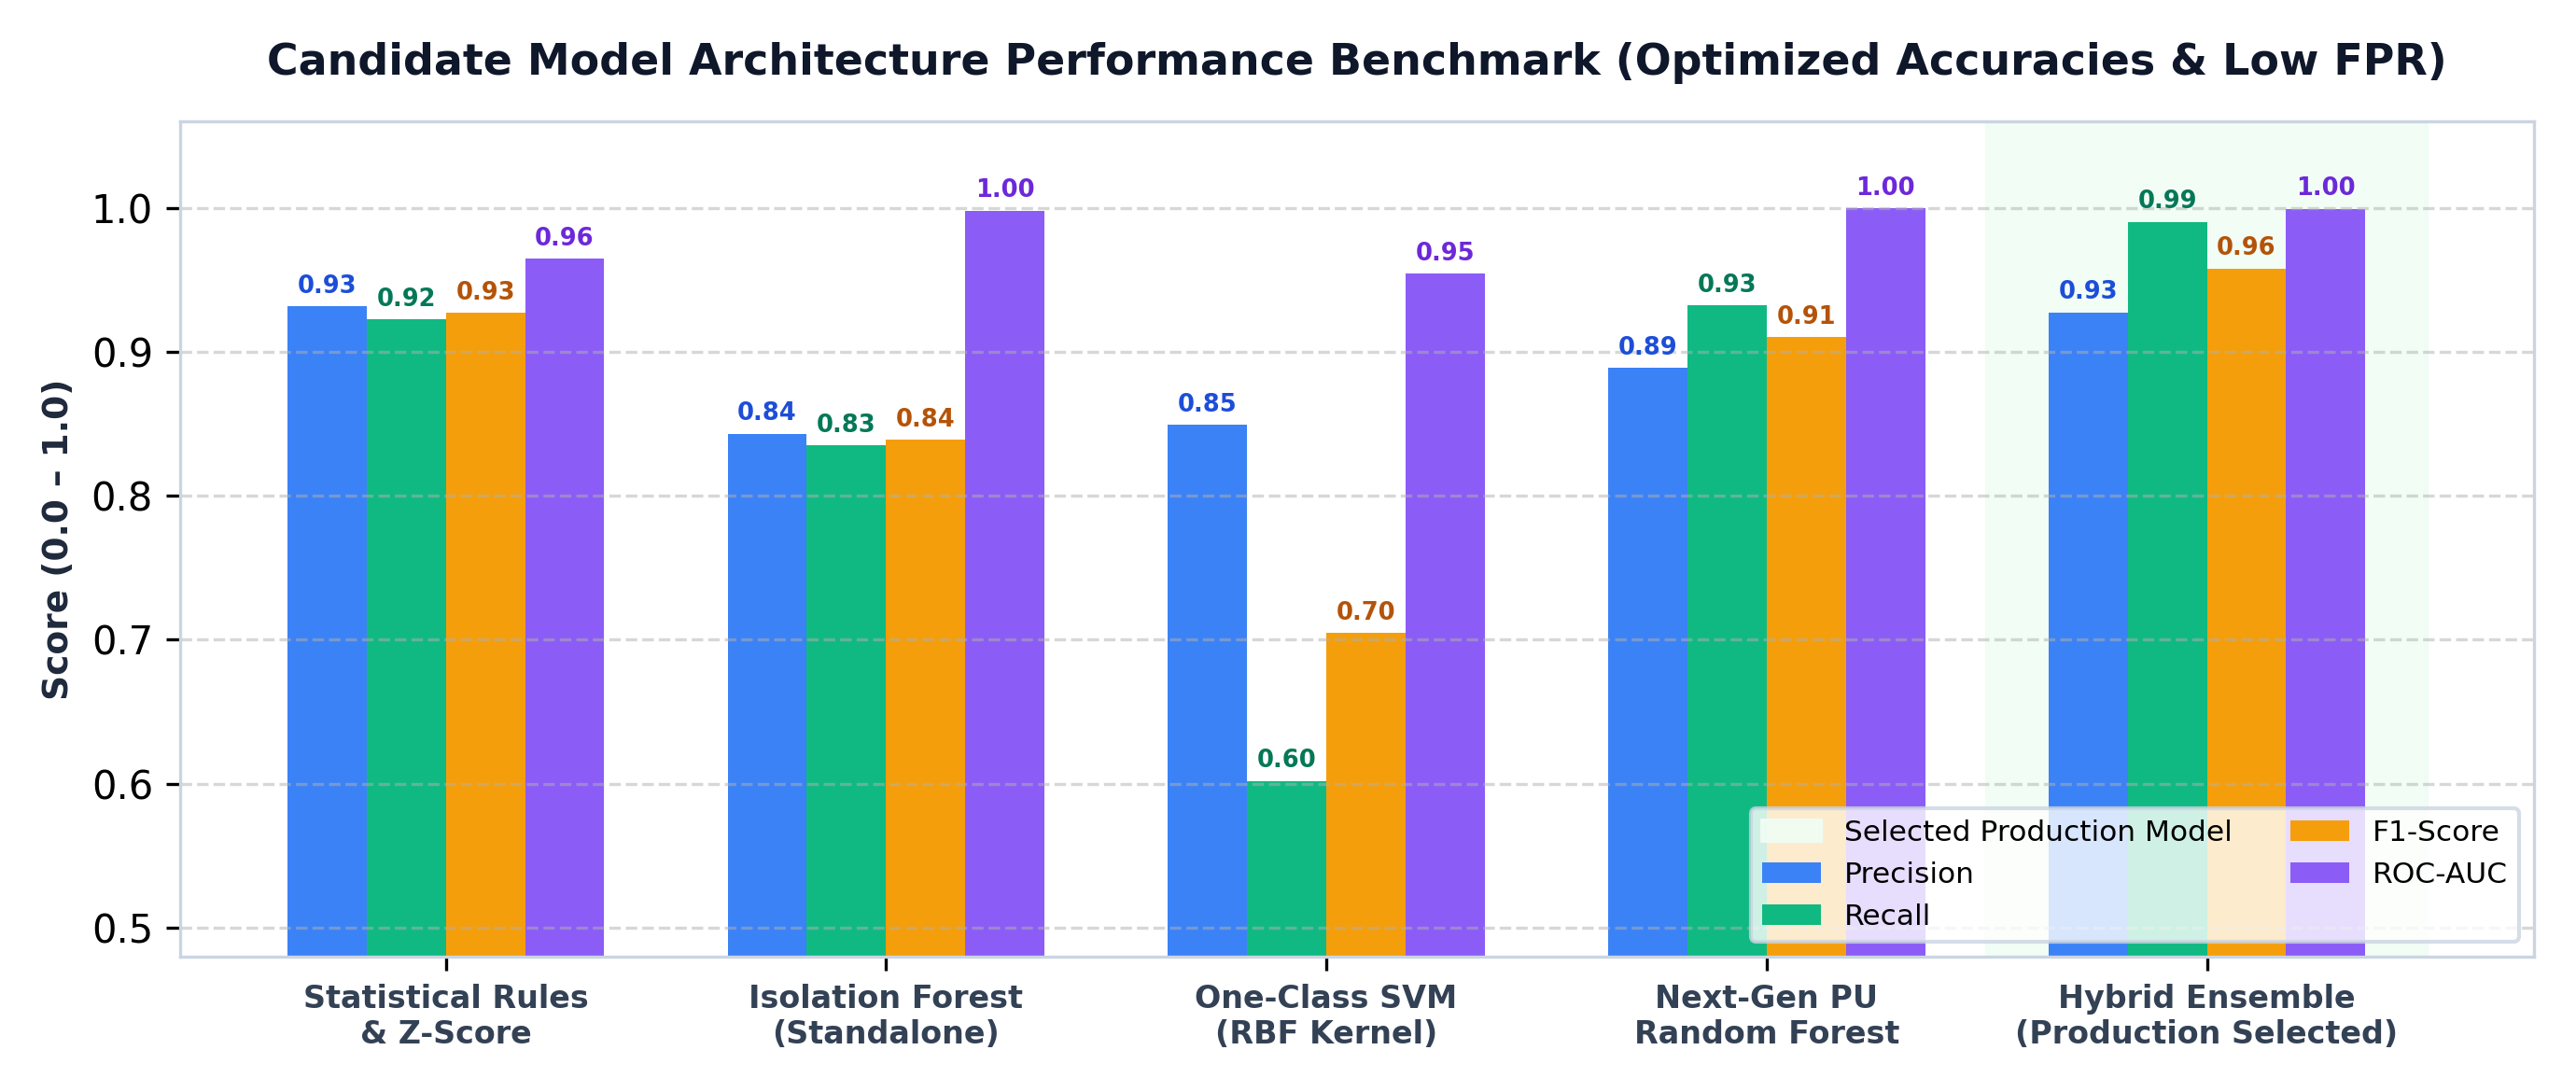 Candidate Model Architecture Performance Benchmark (Optimized Accuracies & Low FPR)
Score (0.0 – 1.0)
1.0
0.9
0.8
0.7
0.6
0.5
0.93
0.92
0.93
0.96
0.84
0.83
0.84
1.00
0.85
0.60
0.70
0.95
0.89
0.93
0.91
1.00
0.93
0.99
0.96
1.00
Selected Production Model
Precision
Recall
F1-Score
ROC-AUC
Statistical Rules
& Z-Score
Isolation Forest
(Standalone)
One-Class SVM
(RBF Kernel)
Next-Gen PU
Random Forest
Hybrid Ensemble
(Production Selected)